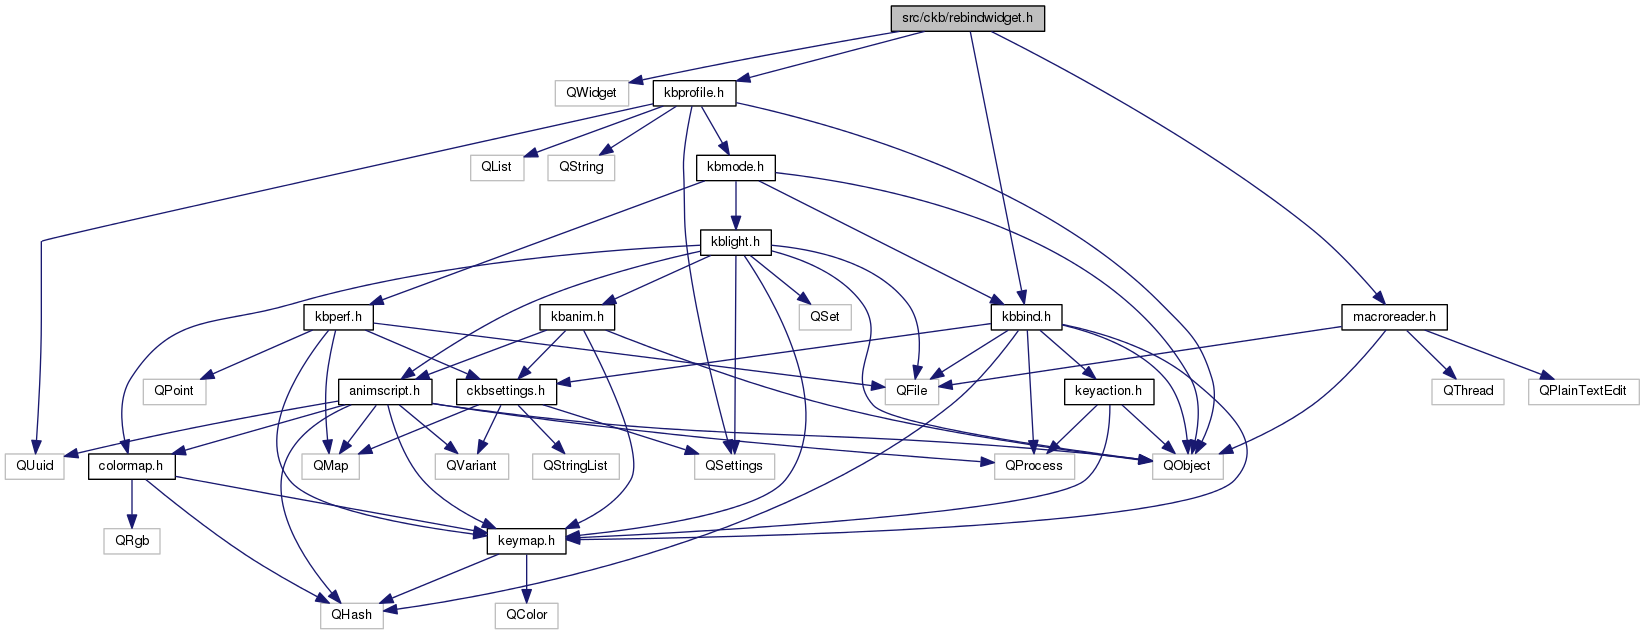 src/ckb/rebindwidget.h
QWidget
kbprofile.h
QList
QString
kbmode.h
kblight.h
kbperf.h
kbanim.h
QSet
kbbind.h
macroreader.h
QPoint
animscript.h
ckbsettings.h
QFile
keyaction.h
QThread
QPlainTextEdit
QUuid
colormap.h
QMap
QVariant
QStringList
QSettings
QProcess
QObject
QRgb
keymap.h
QHash
QColor